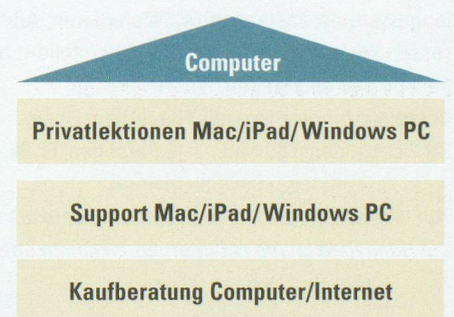 Computer
Privatlektionen Mac/iPad/Windows PC
Support Mac/iPad/Windows PC
Kaufberatung Computer/Internet